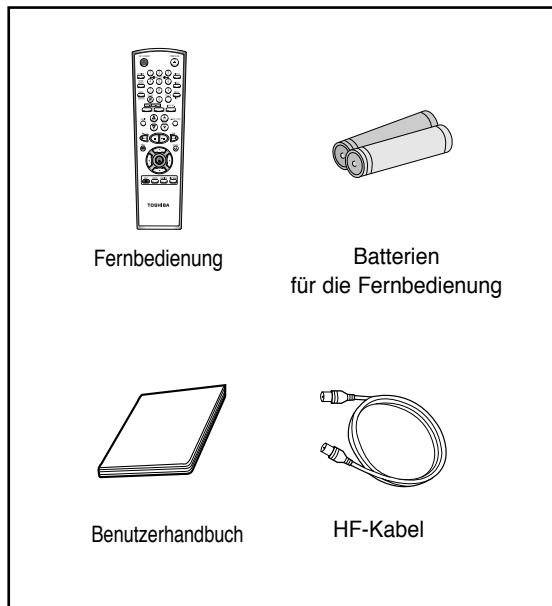 TOSHIBA
Fernbedienung
Batterien
für die Fernbedienung
Benutzerhandbuch
HF-Kabel